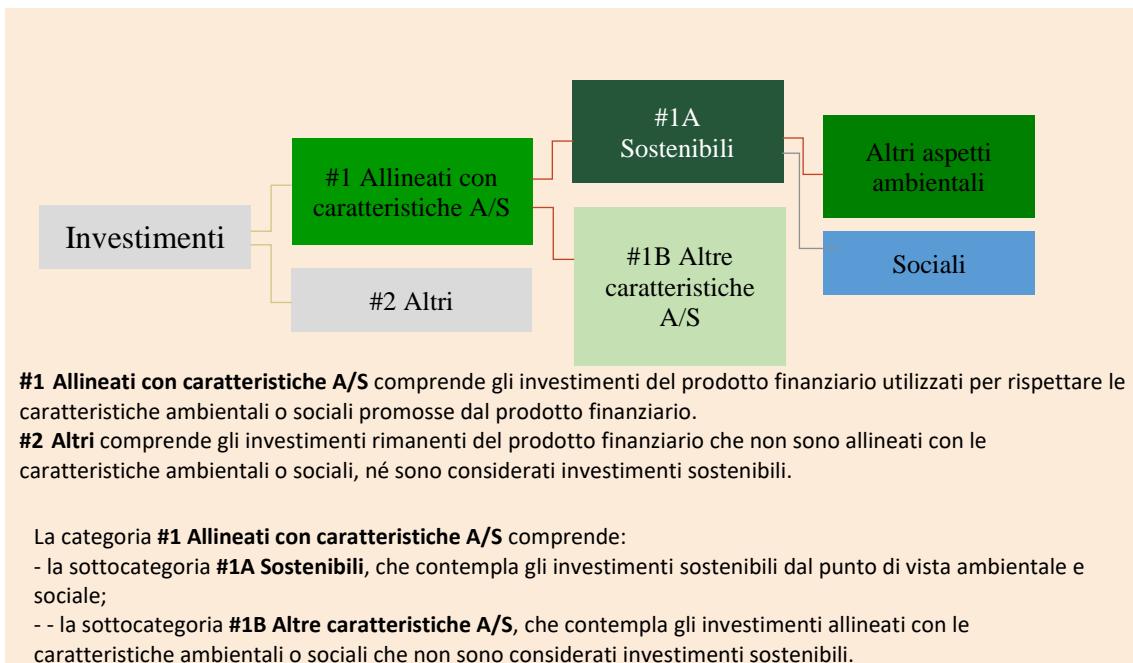 Investimenti
#1 Allineati con
caratteristiche A/S
#2 Altri
#1A
Sostenibili
#1B Altre
caratteristiche
A/S
Altri aspetti
ambientali
Sociali
#1 Allineati con caratteristiche A/S comprende gli investimenti del prodotto finanziario utilizzati per rispettare le
caratteristiche ambientali o sociali promosse dal prodotto finanziario.
#2 Altri comprende gli investimenti rimanenti del prodotto finanziario che non sono allineati con le
caratteristiche ambientali o sociali, né sono considerati investimenti sostenibili.
La categoria #1 Allineati con caratteristiche A/S comprende:
- la sottocategoria #1A Sostenibili, che contempla gli investimenti sostenibili dal punto di vista ambientale e
sociale;
- - la sottocategoria #1B Altre caratteristiche A/S, che contempla gli investimenti allineati con le
caratteristiche ambientali o sociali che non sono considerati investimenti sostenibili.